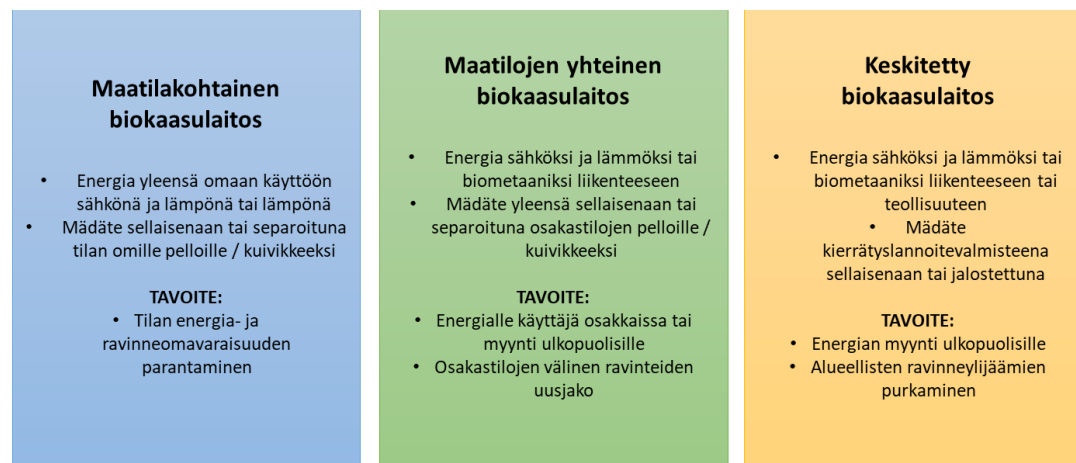 Maatilakohtainen
biokaasulaitos
• Energia yleensä omaan käyttöön
sähkönä ja lämpönä tai lämpönä
• Mädäte sellaisenaan tai separoituna
tilan omille pelloille / kuivikkeeksi
TAVOITE:
• Tilan energia- ja
ravinneomavaraisuuden
parantaminen
Maatilojen yhteinen
biokaasulaitos
• Energia sähköksi ja lämmöksi tai
biometaaniksi liikenteeseen
• Mädäte yleensä sellaisenaan tai
separoituna osakastilojen pelloille /
kuivikkeeksi
TAVOITE:
• Energialle käyttäjä osakkaissa tai
myynti ulkopuolisille
• Osakastilojen välinen ravinteiden
uusjako
Keskitetty
biokaasulaitos
• Energia sähköksi ja lämmöksi tai
biometaaniksi liikenteeseen tai
teollisuuteen
• Mädäte
kierrätyslannoitevalmisteena
sellaisenaan tai jalostettuna
TAVOITE:
• Energian myynti ulkopuolisille
• Alueellisten ravinneylijäämien
purkaminen